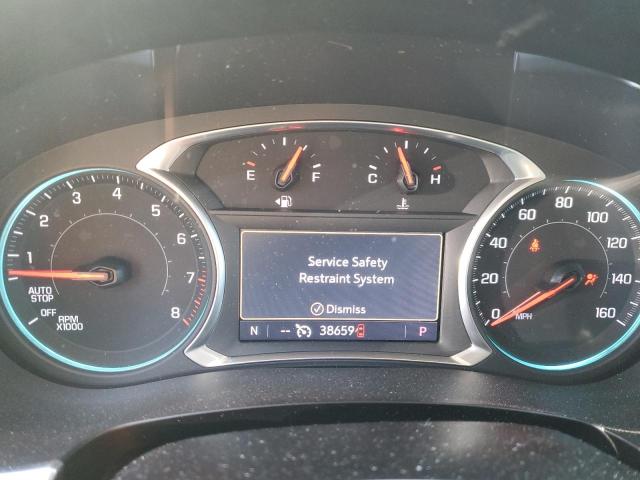 E F C H
1 2 3 4 5 6 7 8
AUTO
STOP
OFF
RPM
X1000
Service Safety
Restraint System
Dismiss
N -- 38659 P
0 20 40 60 80 100 120 140 160
MPH